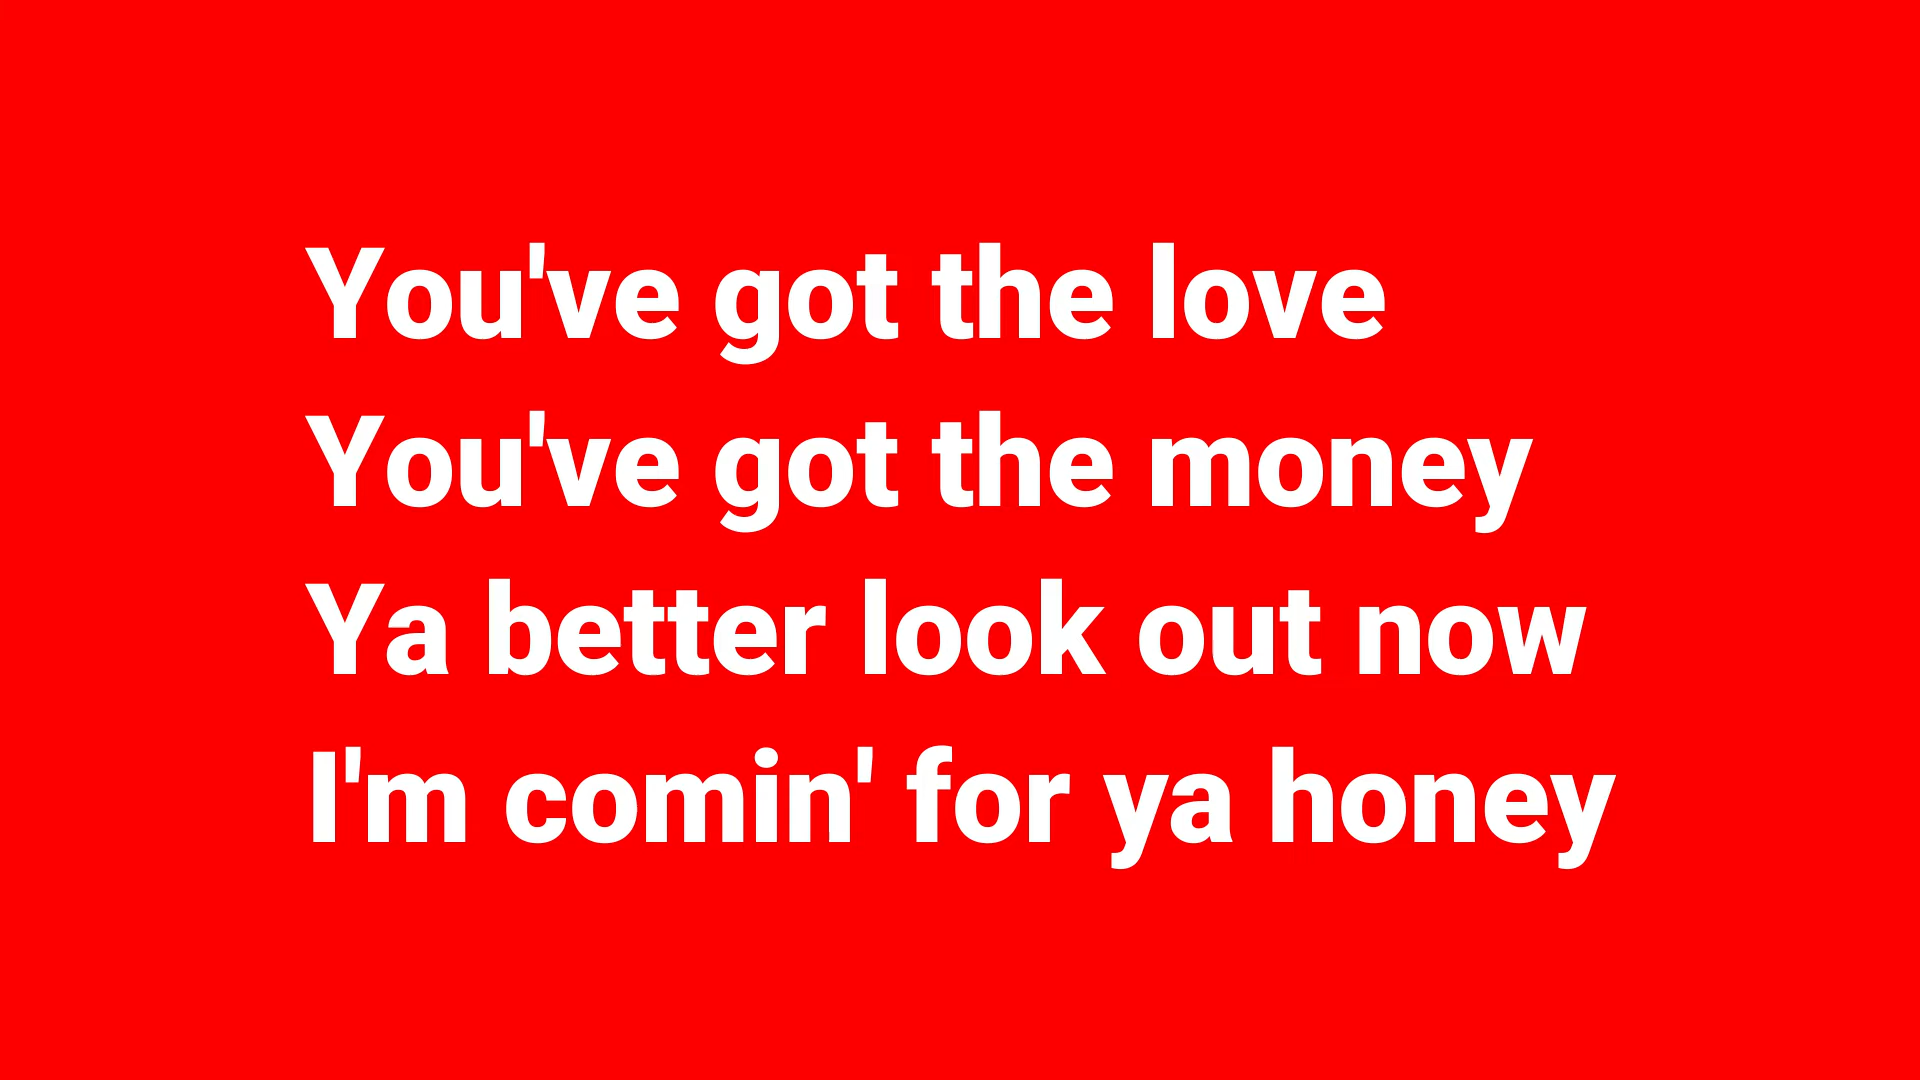 You've got the love
You've got the money
Ya better look out now
I'm comin' for ya honey